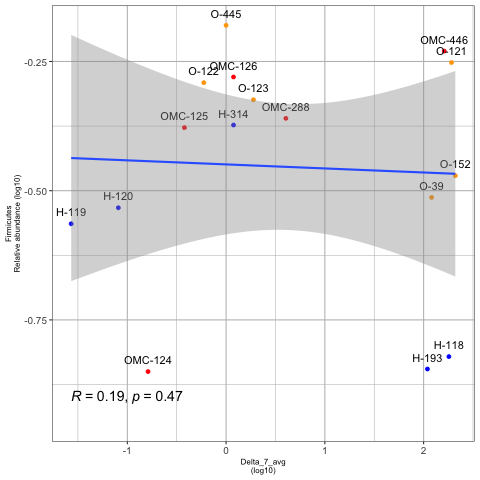 O-445
OMC-446
O-121
O-122
OMC-126
-0.25
O-123
OMC-125
H-314
OMC-288
O-152
-0.50
H-120
O-39
H-119
-0.75
H-118
OMC-124
H-193
R = 0.19, p = 0.47
-1
0
1
2
Delta_7_avg
(log10)
Firmicutes
Relative abundance (log10)